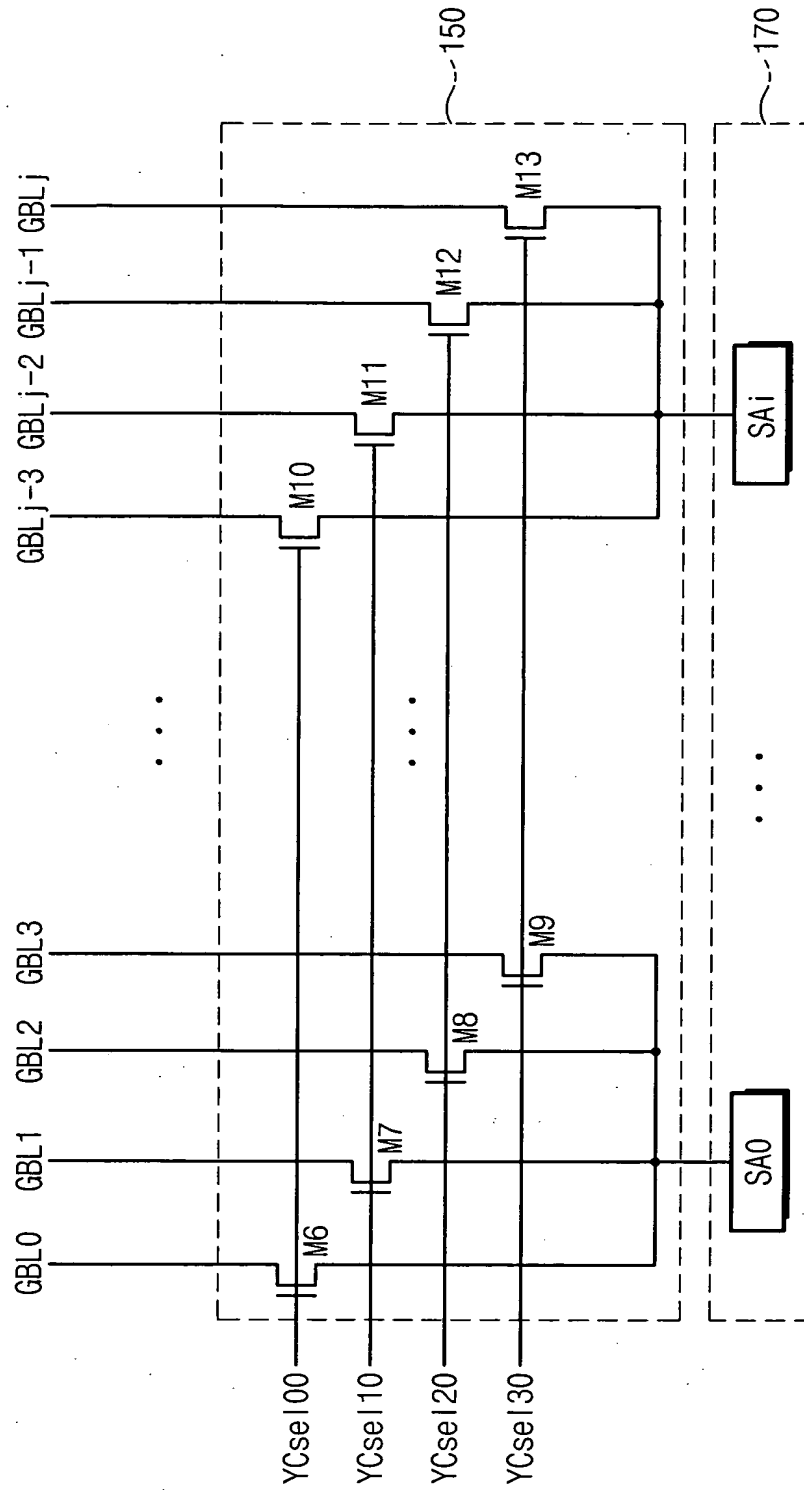 GBL0
GBL1
GBL2
GBL3
GBLj-3
GBLj-2
GBLj-1
GBLj
YCsel00
YCsel10
YCsel20
YCsel30
M6
M7
M8
M9
M10
M11
M12
M13
150
SA0
SAi
170